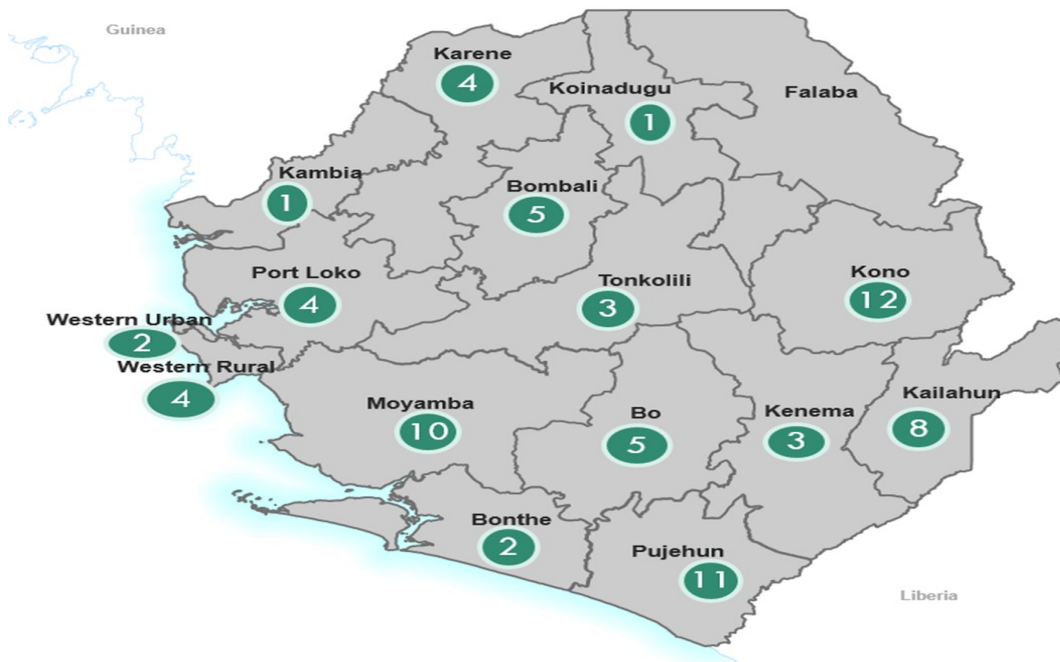 Guinea
Karene
4
Koinadugu
1
Falaba
Kambia
1
Bombali
5
Port Loko
4
Tonkolili
3
Kono
12
Western Urban
2
Western Rural
4
Moyamba
10
Bo
5
Kenema
3
Kailahun
8
Bonthe
2
Pujehun
11
Liberia